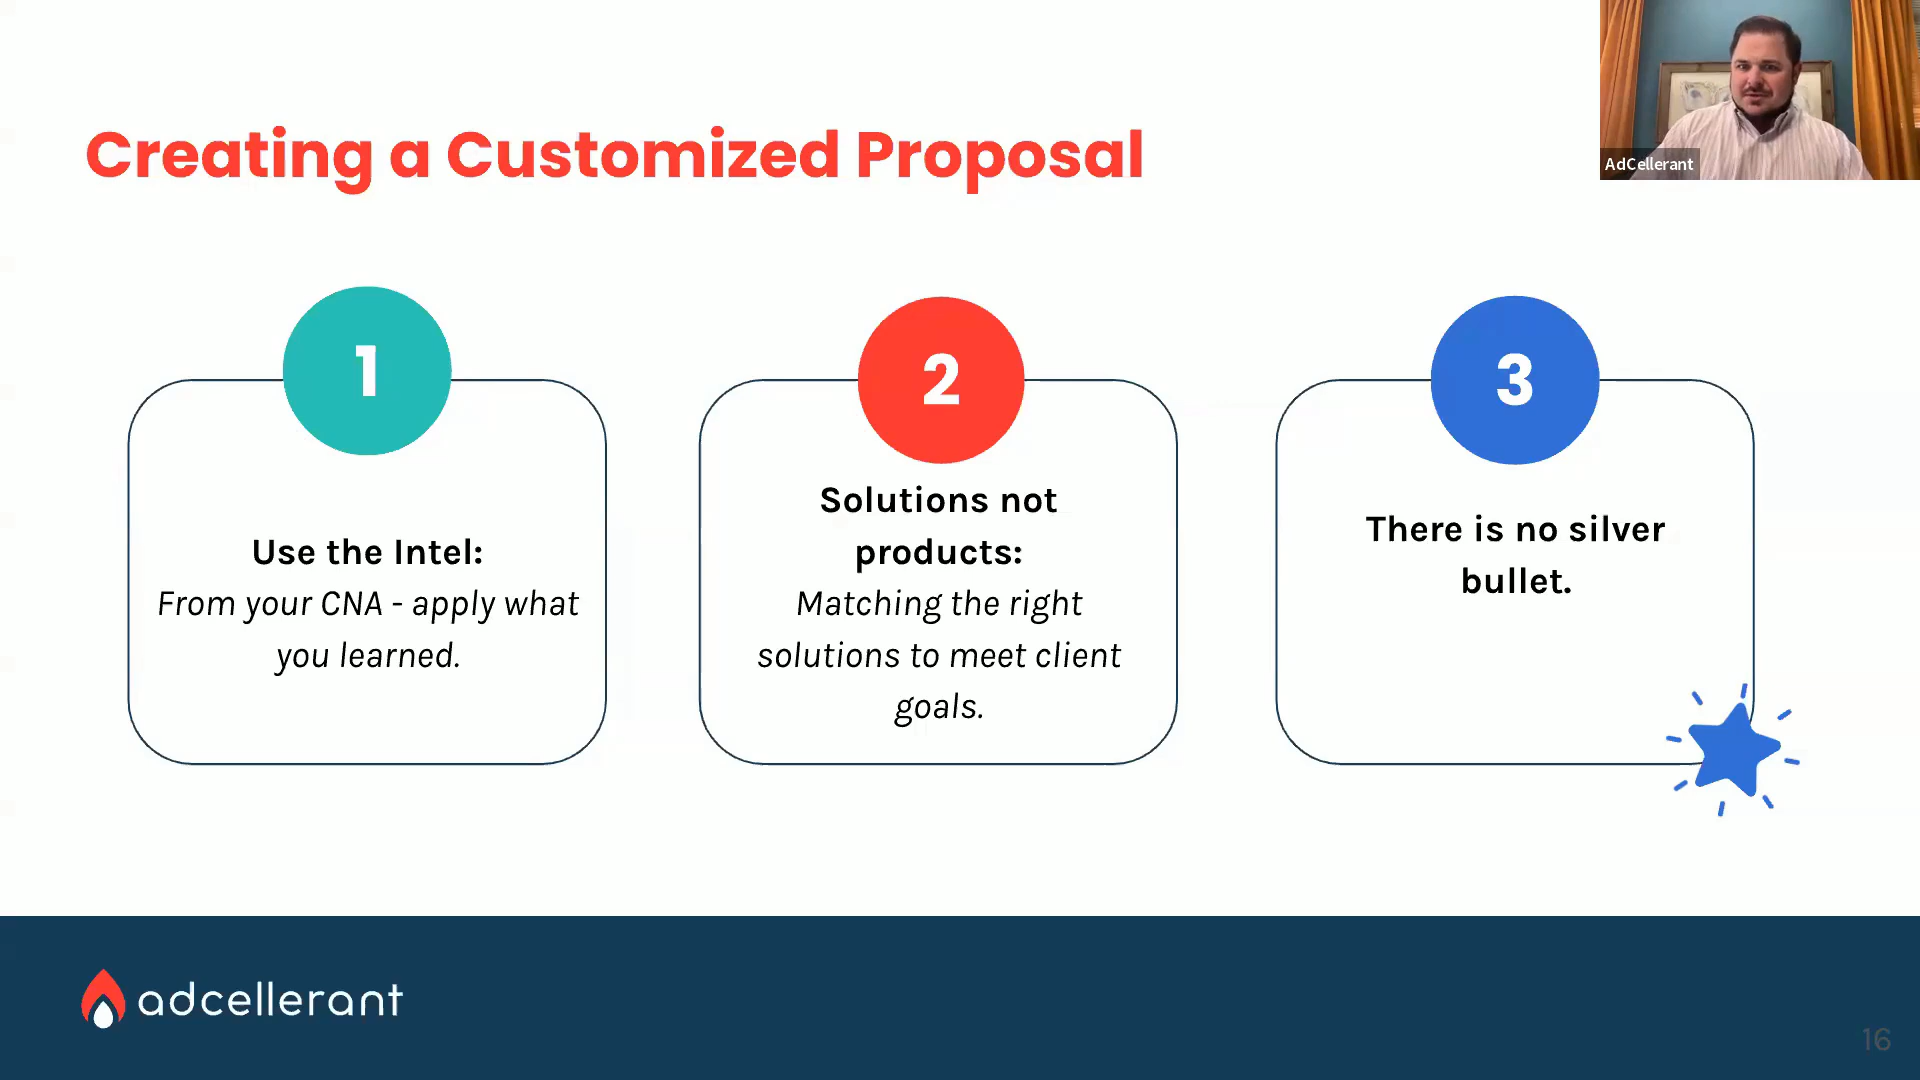 Creating a Customized Proposal
AdCellerant
1
Use the Intel:
From your CNA - apply what
you learned.
2
Solutions not
products:
Matching the right
solutions to meet client
goals.
3
There is no silver
bullet.
adcellerant
16